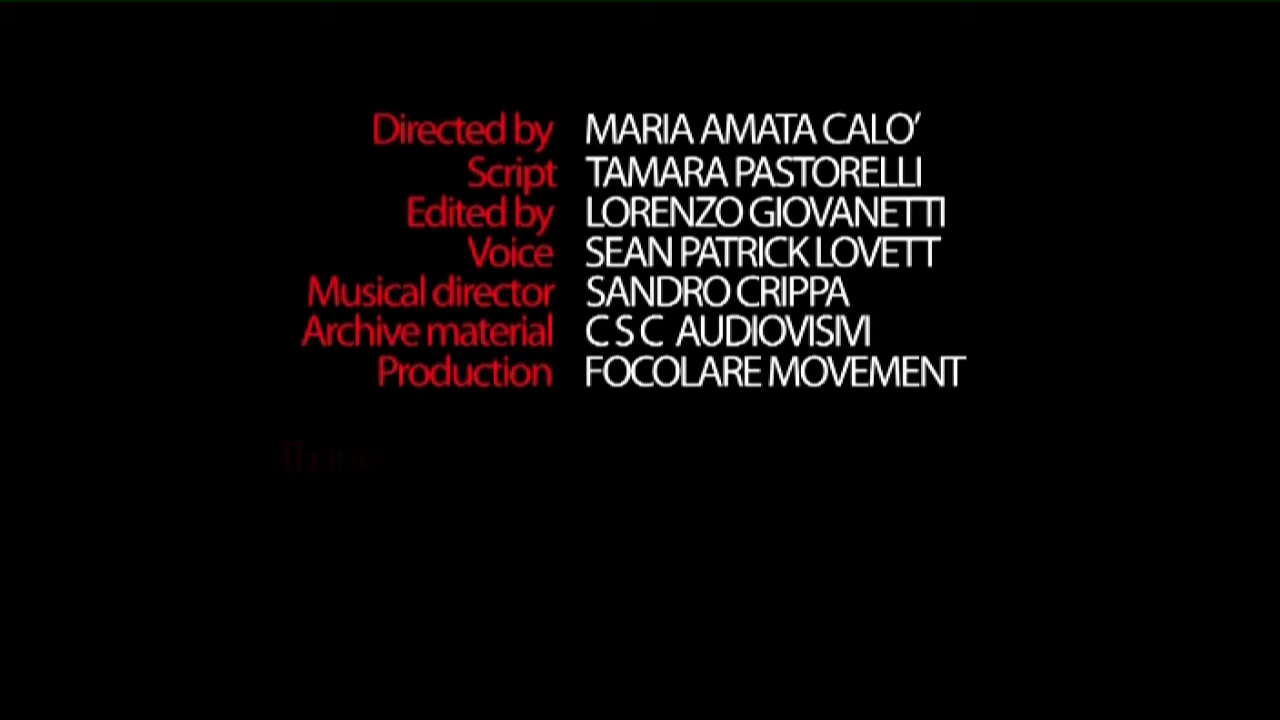 Directed by MARIA AMATA CALO'
Script TAMARA PASTORELLI
Edited by LORENZO GIOVANETTI
Voice SEAN PATRICK LOVETT
Musical director SANDRO CRIPPA
Archive material C S C AUDIOVISIVI
Production FOCOLARE MOVEMENT